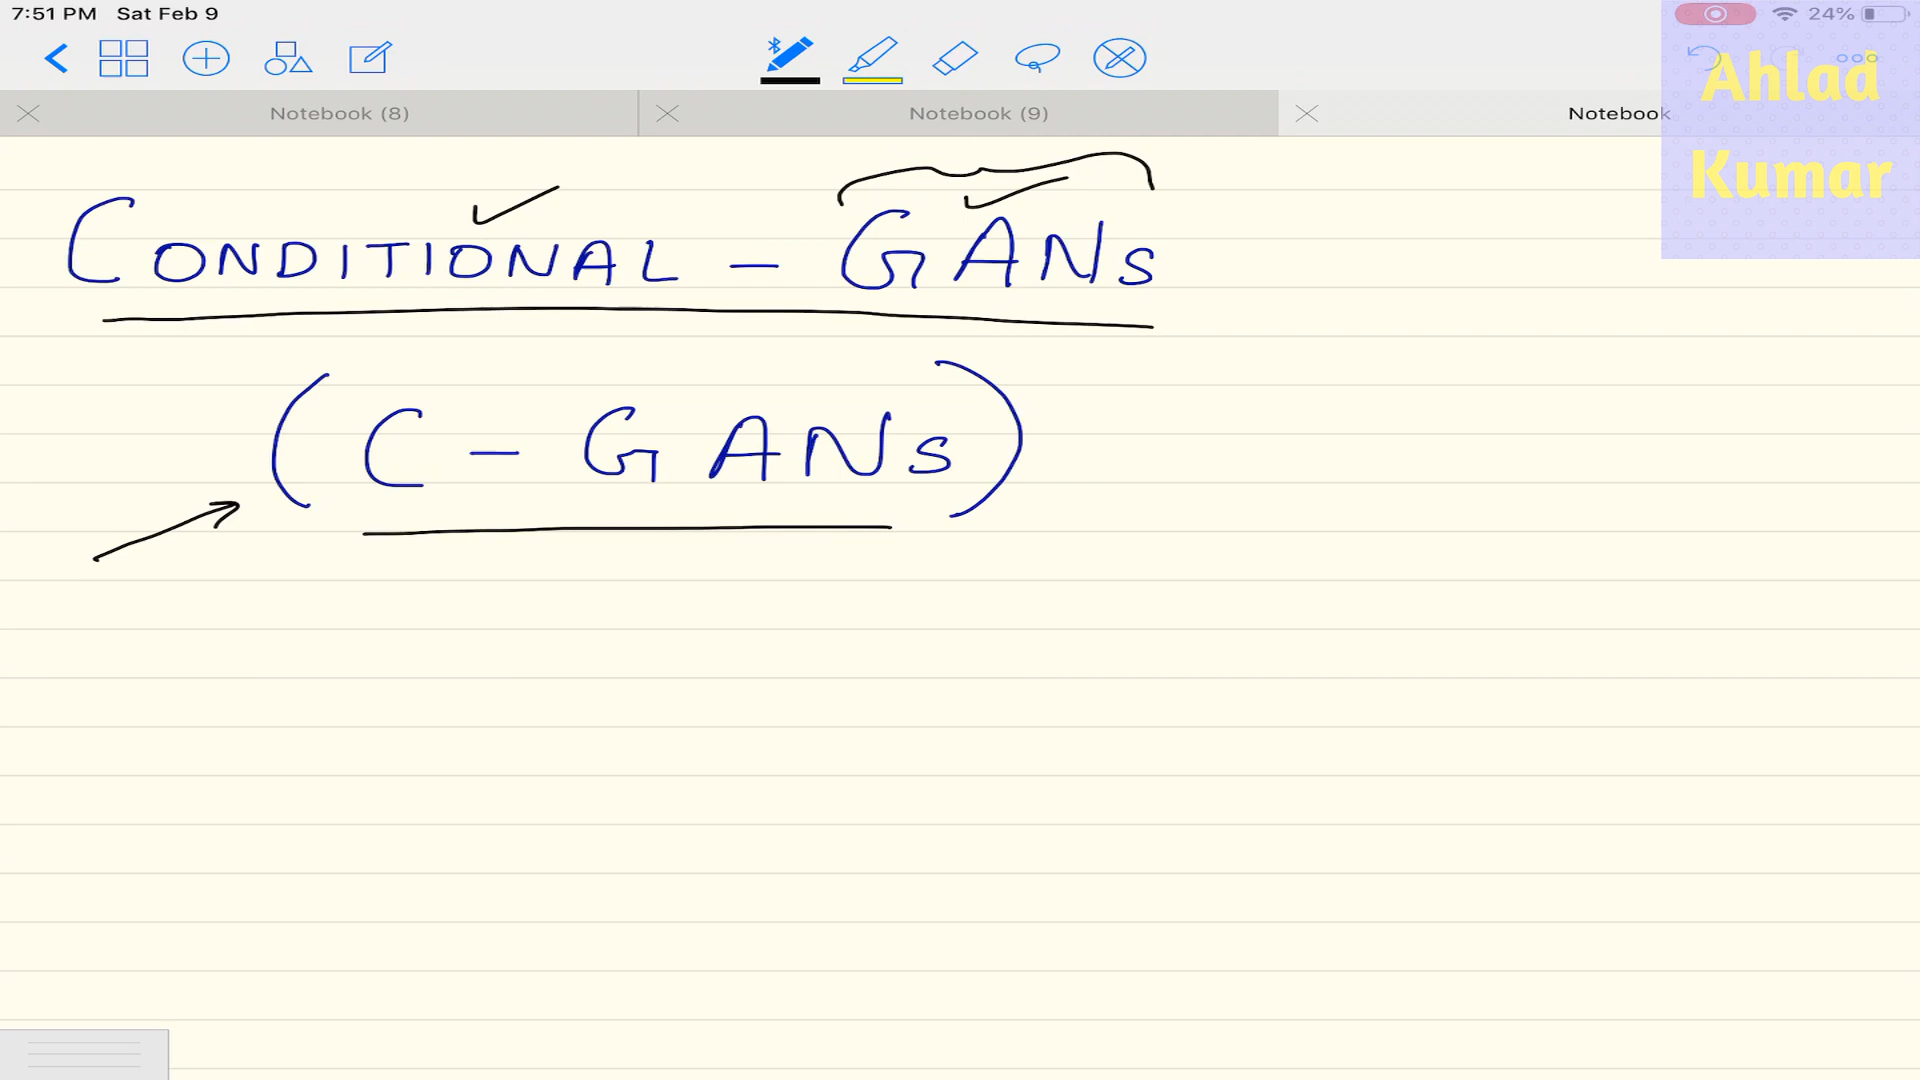 7:51 PM Sat Feb 9
24%
Ahlad
Kumar
Notebook (8)
Notebook (9)
Notebook
CONDITIONAL - GANs
(C - GANs)